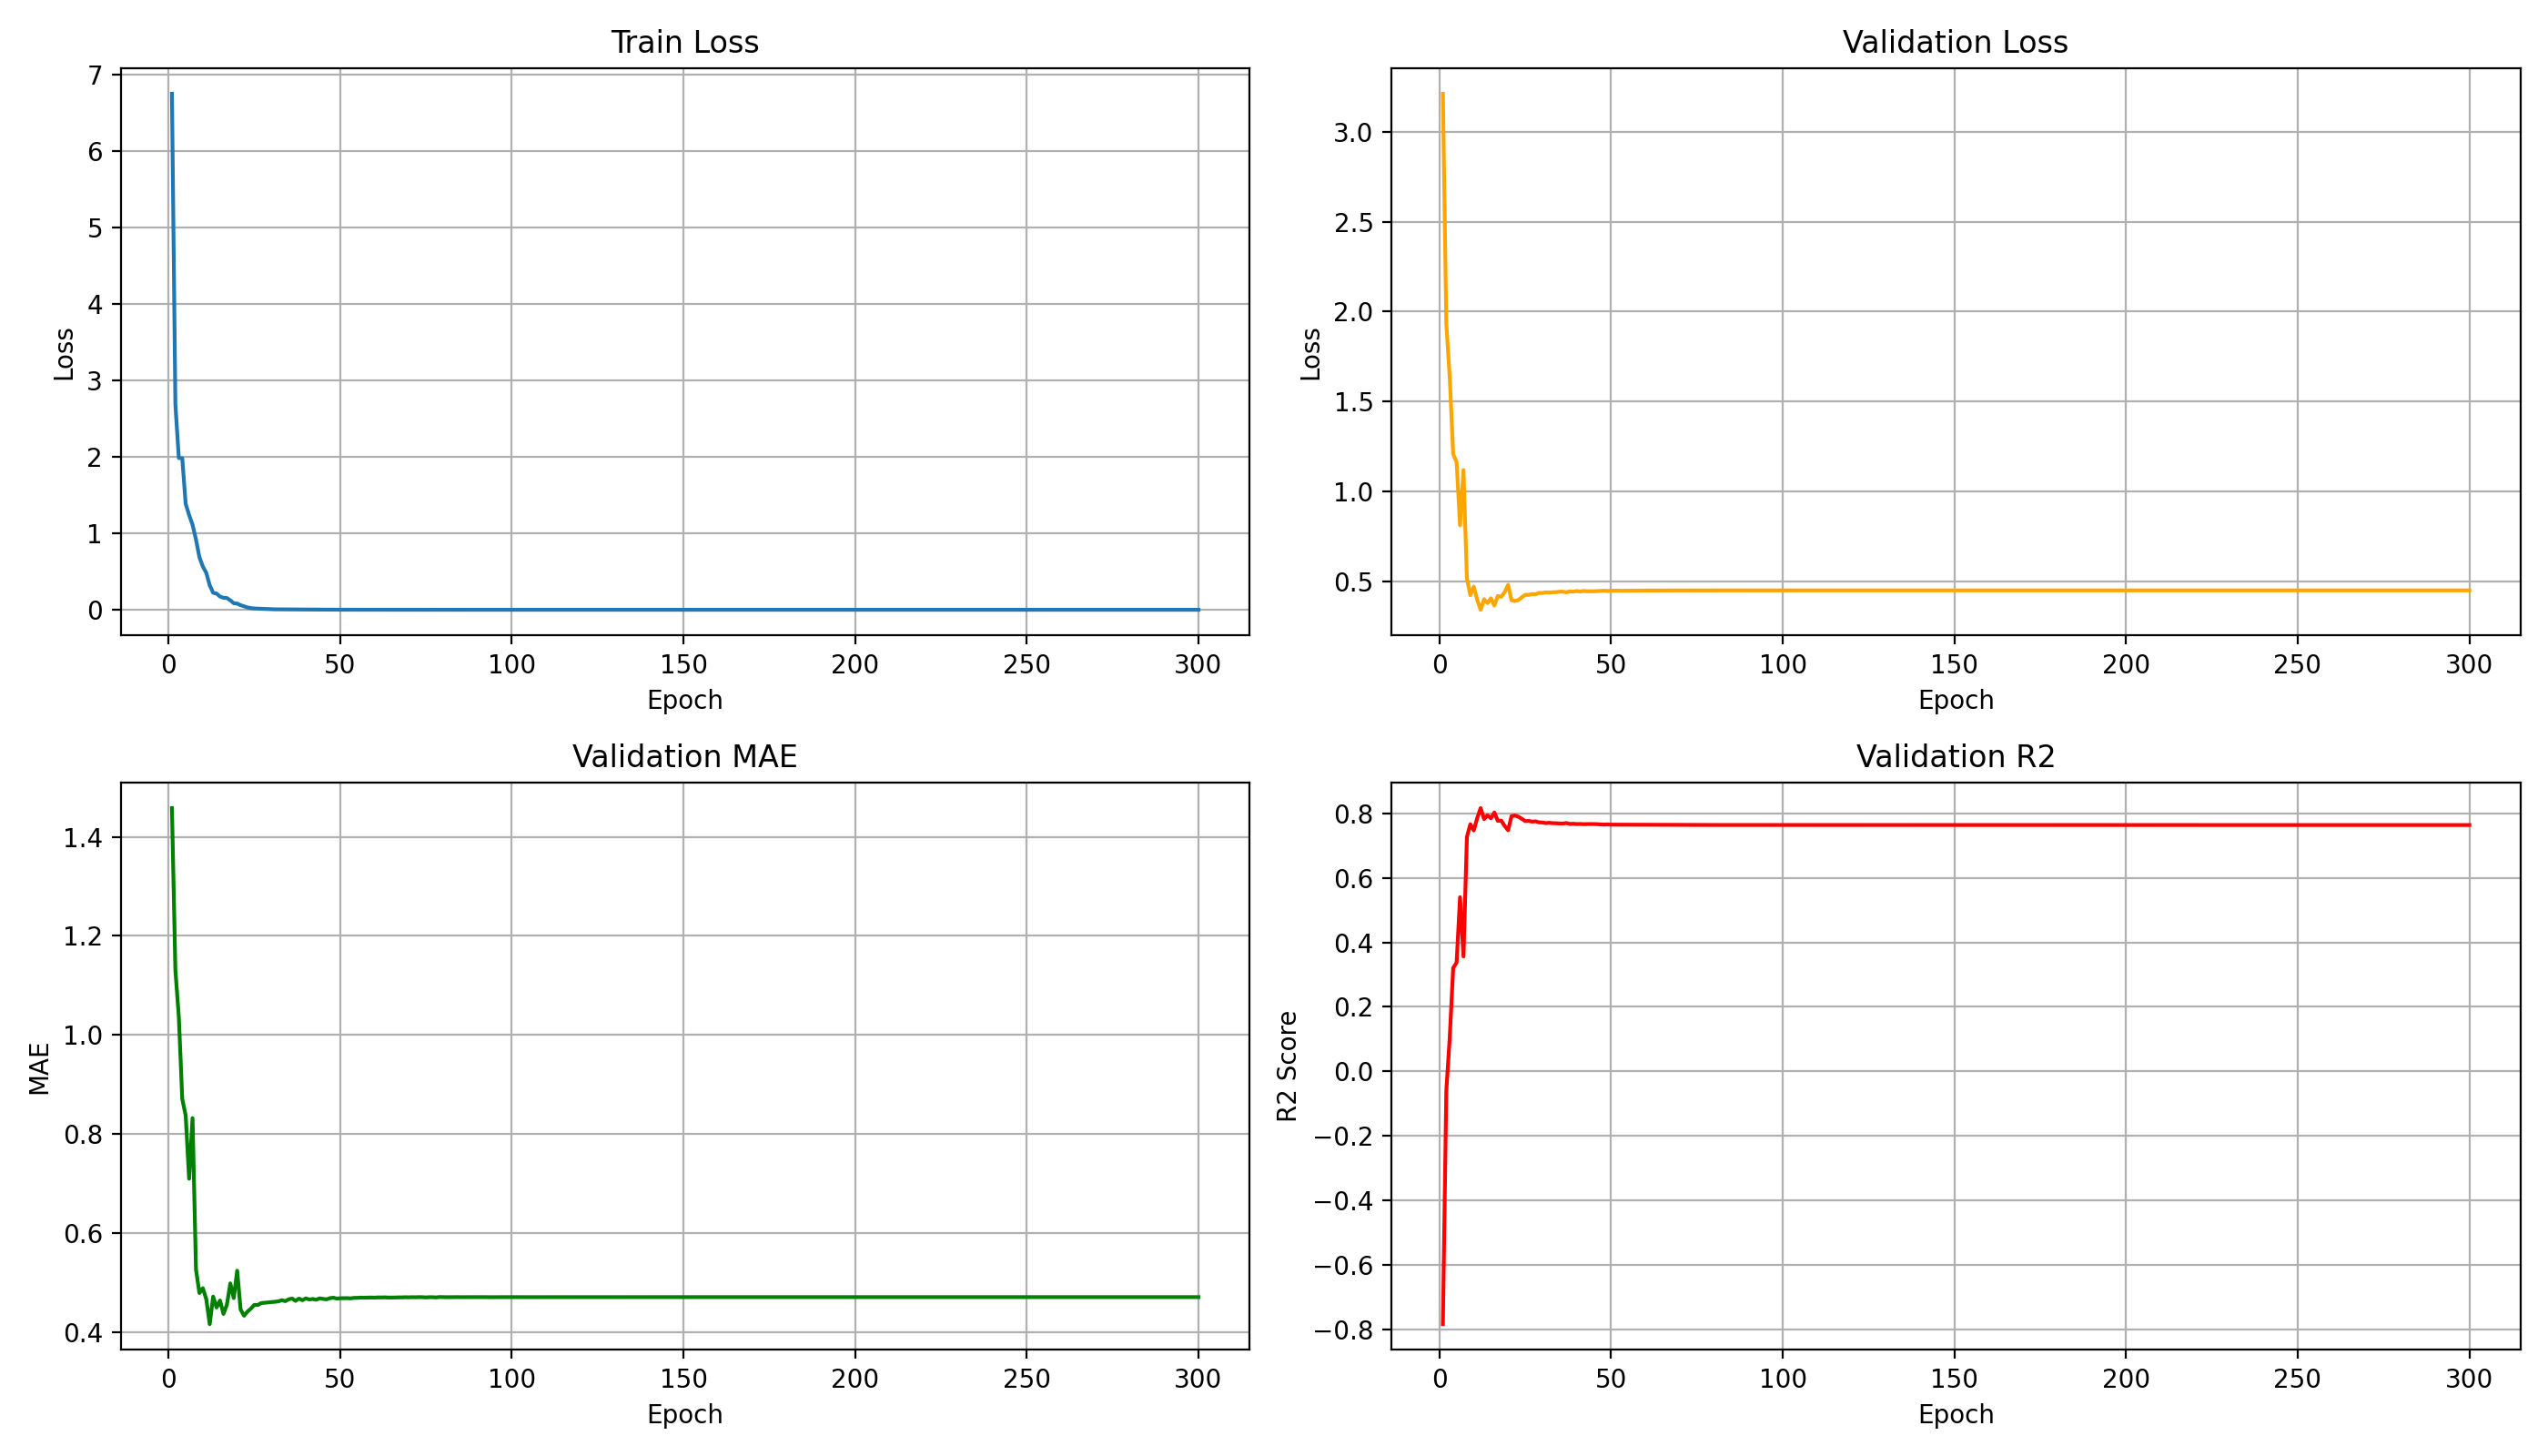 Train Loss
7
6
5
4
3
2
1
0
Loss
0 50 100 150 200 250 300
Epoch
Validation Loss
3.0
2.5
2.0
1.5
1.0
0.5
Loss
0 50 100 150 200 250 300
Epoch
Validation MAE
1.4
1.2
1.0
0.8
0.6
0.4
MAE
0 50 100 150 200 250 300
Epoch
Validation R2
0.8
0.6
0.4
0.2
0.0
−0.2
−0.4
−0.6
−0.8
R2 Score
0 50 100 150 200 250 300
Epoch